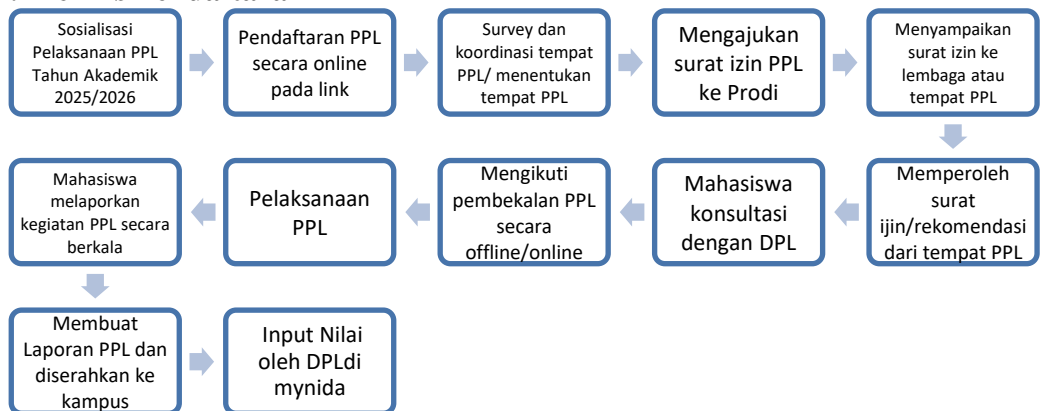 Sosialisasi
Pelaksanaan PPL
Tahun Akademik
2025/2026
Pendaftaran PPL
secara online
pada link
Survey dan
koordinasi tempat
PPL/ menentukan
tempat PPL
Mengajukan
surat izin PPL
ke Prodi
Menyampaikan
surat izin ke
lembaga atau
tempat PPL
Memperoleh
surat
ijin/rekomendasi
dari tempat PPL
Mahasiswa
konsultasi
dengan DPL
Mengikuti
pembekalan PPL
secara
offline/online
Pelaksanaan
PPL
Mahasiswa
melaporkan
kegiatan PPL secara
berkala
Membuat
Laporan PPL dan
diserahkan ke
kampus
Input Nilai
oleh DPLdi
mynida